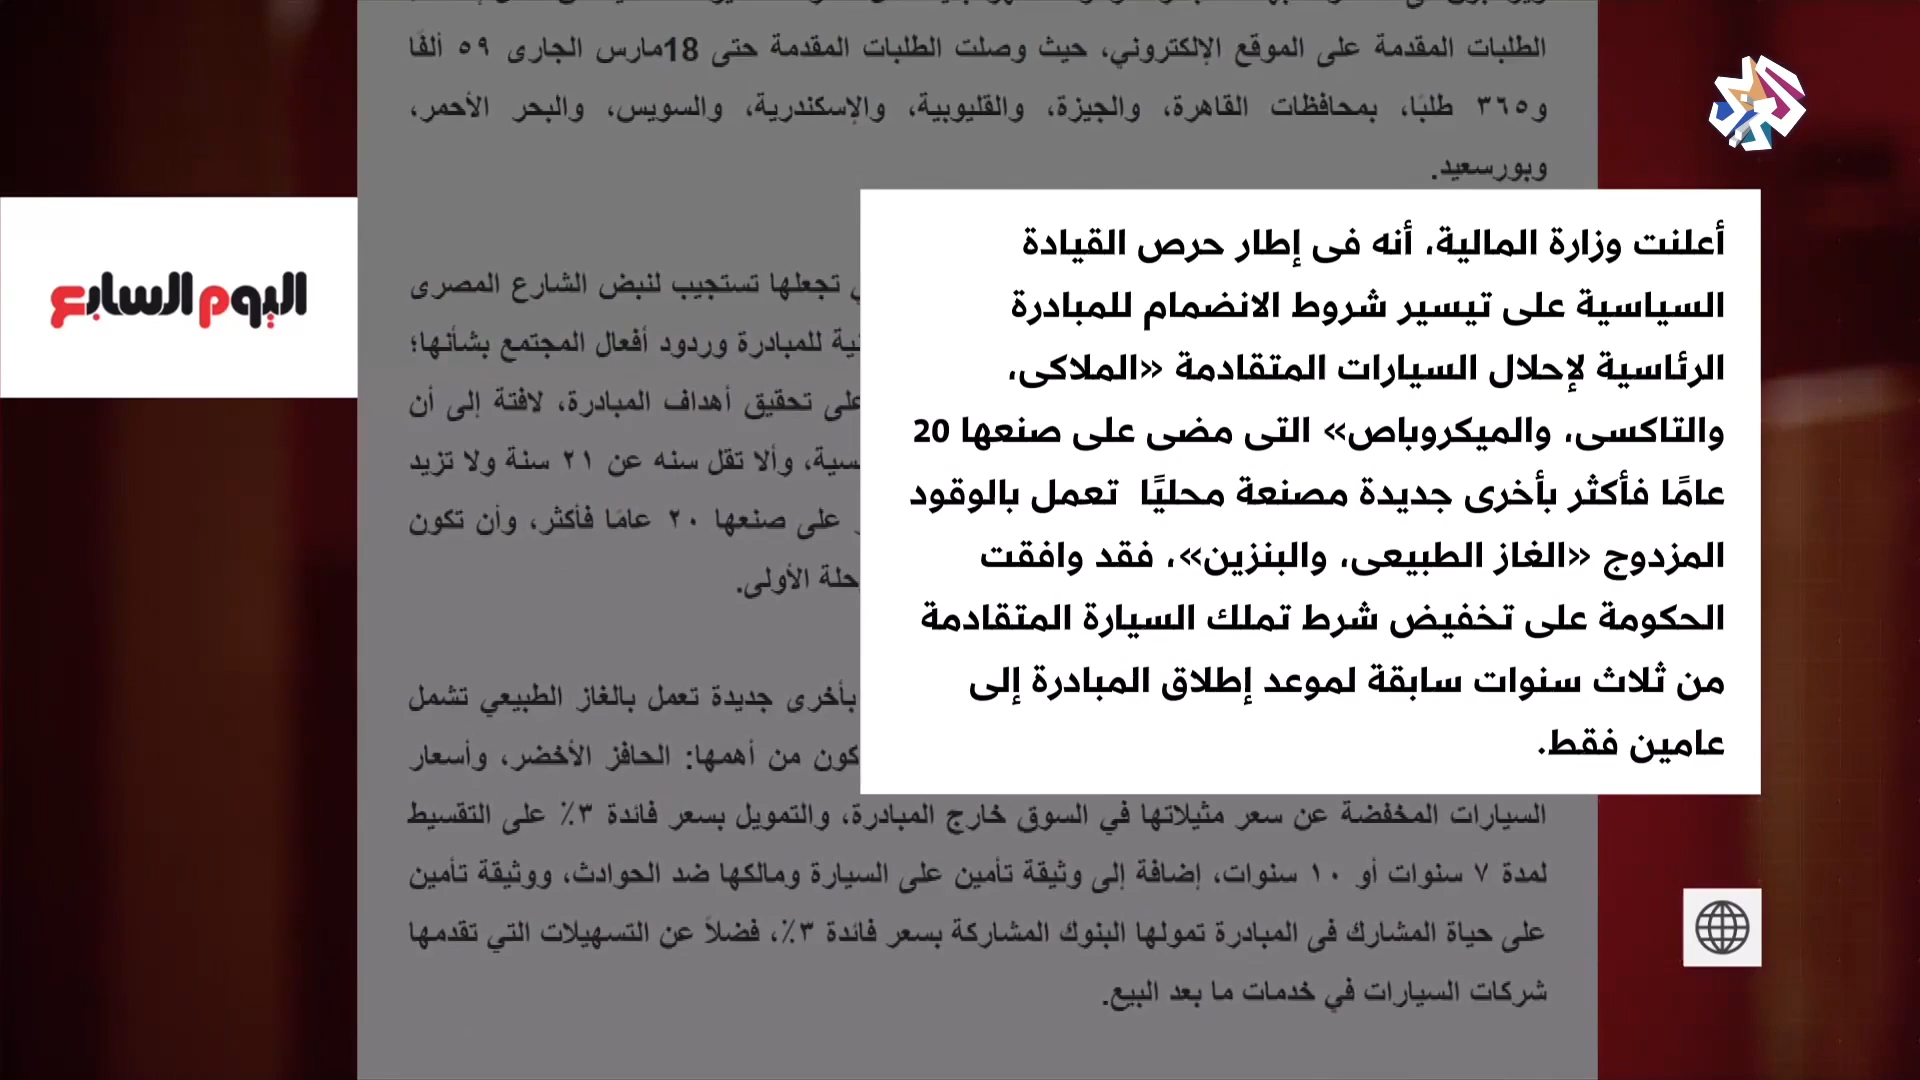 الطلبات المقدمة على الموقع الإلكتروني، حيث وصلت الطلبات المقدمة حتى 18مارس الجارى ٥٩ ألفًا
و٣٦٥ طلبًا، بمحافظات القاهرة، والجيزة، والقليوبية، والإسكندرية، والسويس، والبحر الأحمر،
وبورسعيد.
اليوم السابع
أعلنت وزارة المالية، أنه فى إطار حرص القيادة
السياسية على تيسير شروط الانضمام للمبادرة
الرئاسية لإحلال السيارات المتقادمة «الملاكى،
والتاكسى، والميكروباص» التى مضى على صنعها 20
عامًا فأكثر بأخرى جديدة مصنعة محليًا تعمل بالوقود
المزدوج «الغاز الطبيعى، والبنزين»، فقد وافقت
الحكومة على تخفيض شرط تملك السيارة المتقادمة
من ثلاث سنوات سابقة لموعد إطلاق المبادرة إلى
عامين فقط.
تجعلها تستجيب لنبض الشارع المصرى
للمبادرة وردود أفعال المجتمع بشأنها؛
على تحقيق أهداف المبادرة، لافتة إلى أن
وألا تقل سنه عن ٢١ سنة ولا تزيد
على صنعها ٢٠ عامًا فأكثر، وأن تكون
الأولى.
بأخرى جديدة تعمل بالغاز الطبيعي تشمل
من أهمها: الحافز الأخضر، وأسعار
السيارات المخفضة عن سعر مثيلاتها في السوق خارج المبادرة، والتمويل بسعر فائدة ٣٪ على التقسيط
لمدة ٧ سنوات أو ١٠ سنوات، إضافة إلى وثيقة تأمين على السيارة ومالكها ضد الحوادث، ووثيقة تأمين
على حياة المشارك فى المبادرة تمولها البنوك المشاركة بسعر فائدة ٣٪، فضلاً عن التسهيلات التي تقدمها
شركات السيارات في خدمات ما بعد البيع.